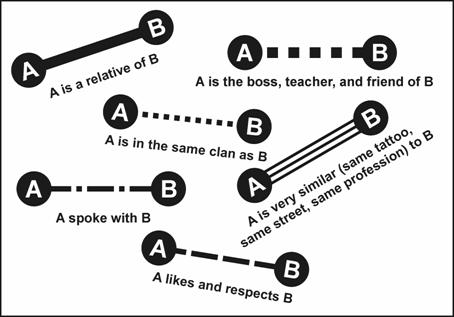 A B
A is a relative of B
A B
A is the boss, teacher, and friend of B
A B
A is in the same clan as B
A B
A is very similar (same tattoo,
same street, same profession) to B
A B
A spoke with B
A B
A likes and respects B